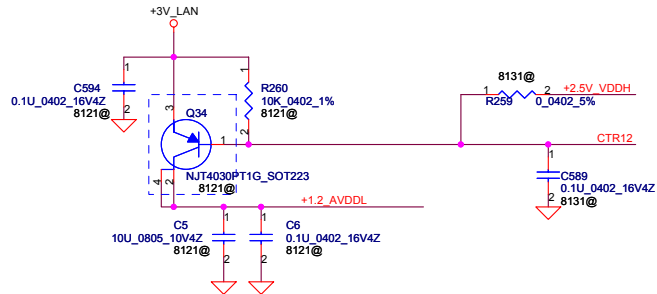 +3V_LAN
1
C594
0.1U_0402_16V4Z
8121@
2
1
R260
10K_0402_1%
8121@
2
3
Q34
1
NJT4030PT1G_SOT223
8121@
4
2
8131@
1
2
+2.5V_VDDH
R259
0_0402_5%
CTR12
1
C589
0.1U_0402_16V4Z
8131@
2
+1.2_AVDDL
1
C5
10U_0805_10V4Z
8121@
2
1
C6
0.1U_0402_16V4Z
8121@
2